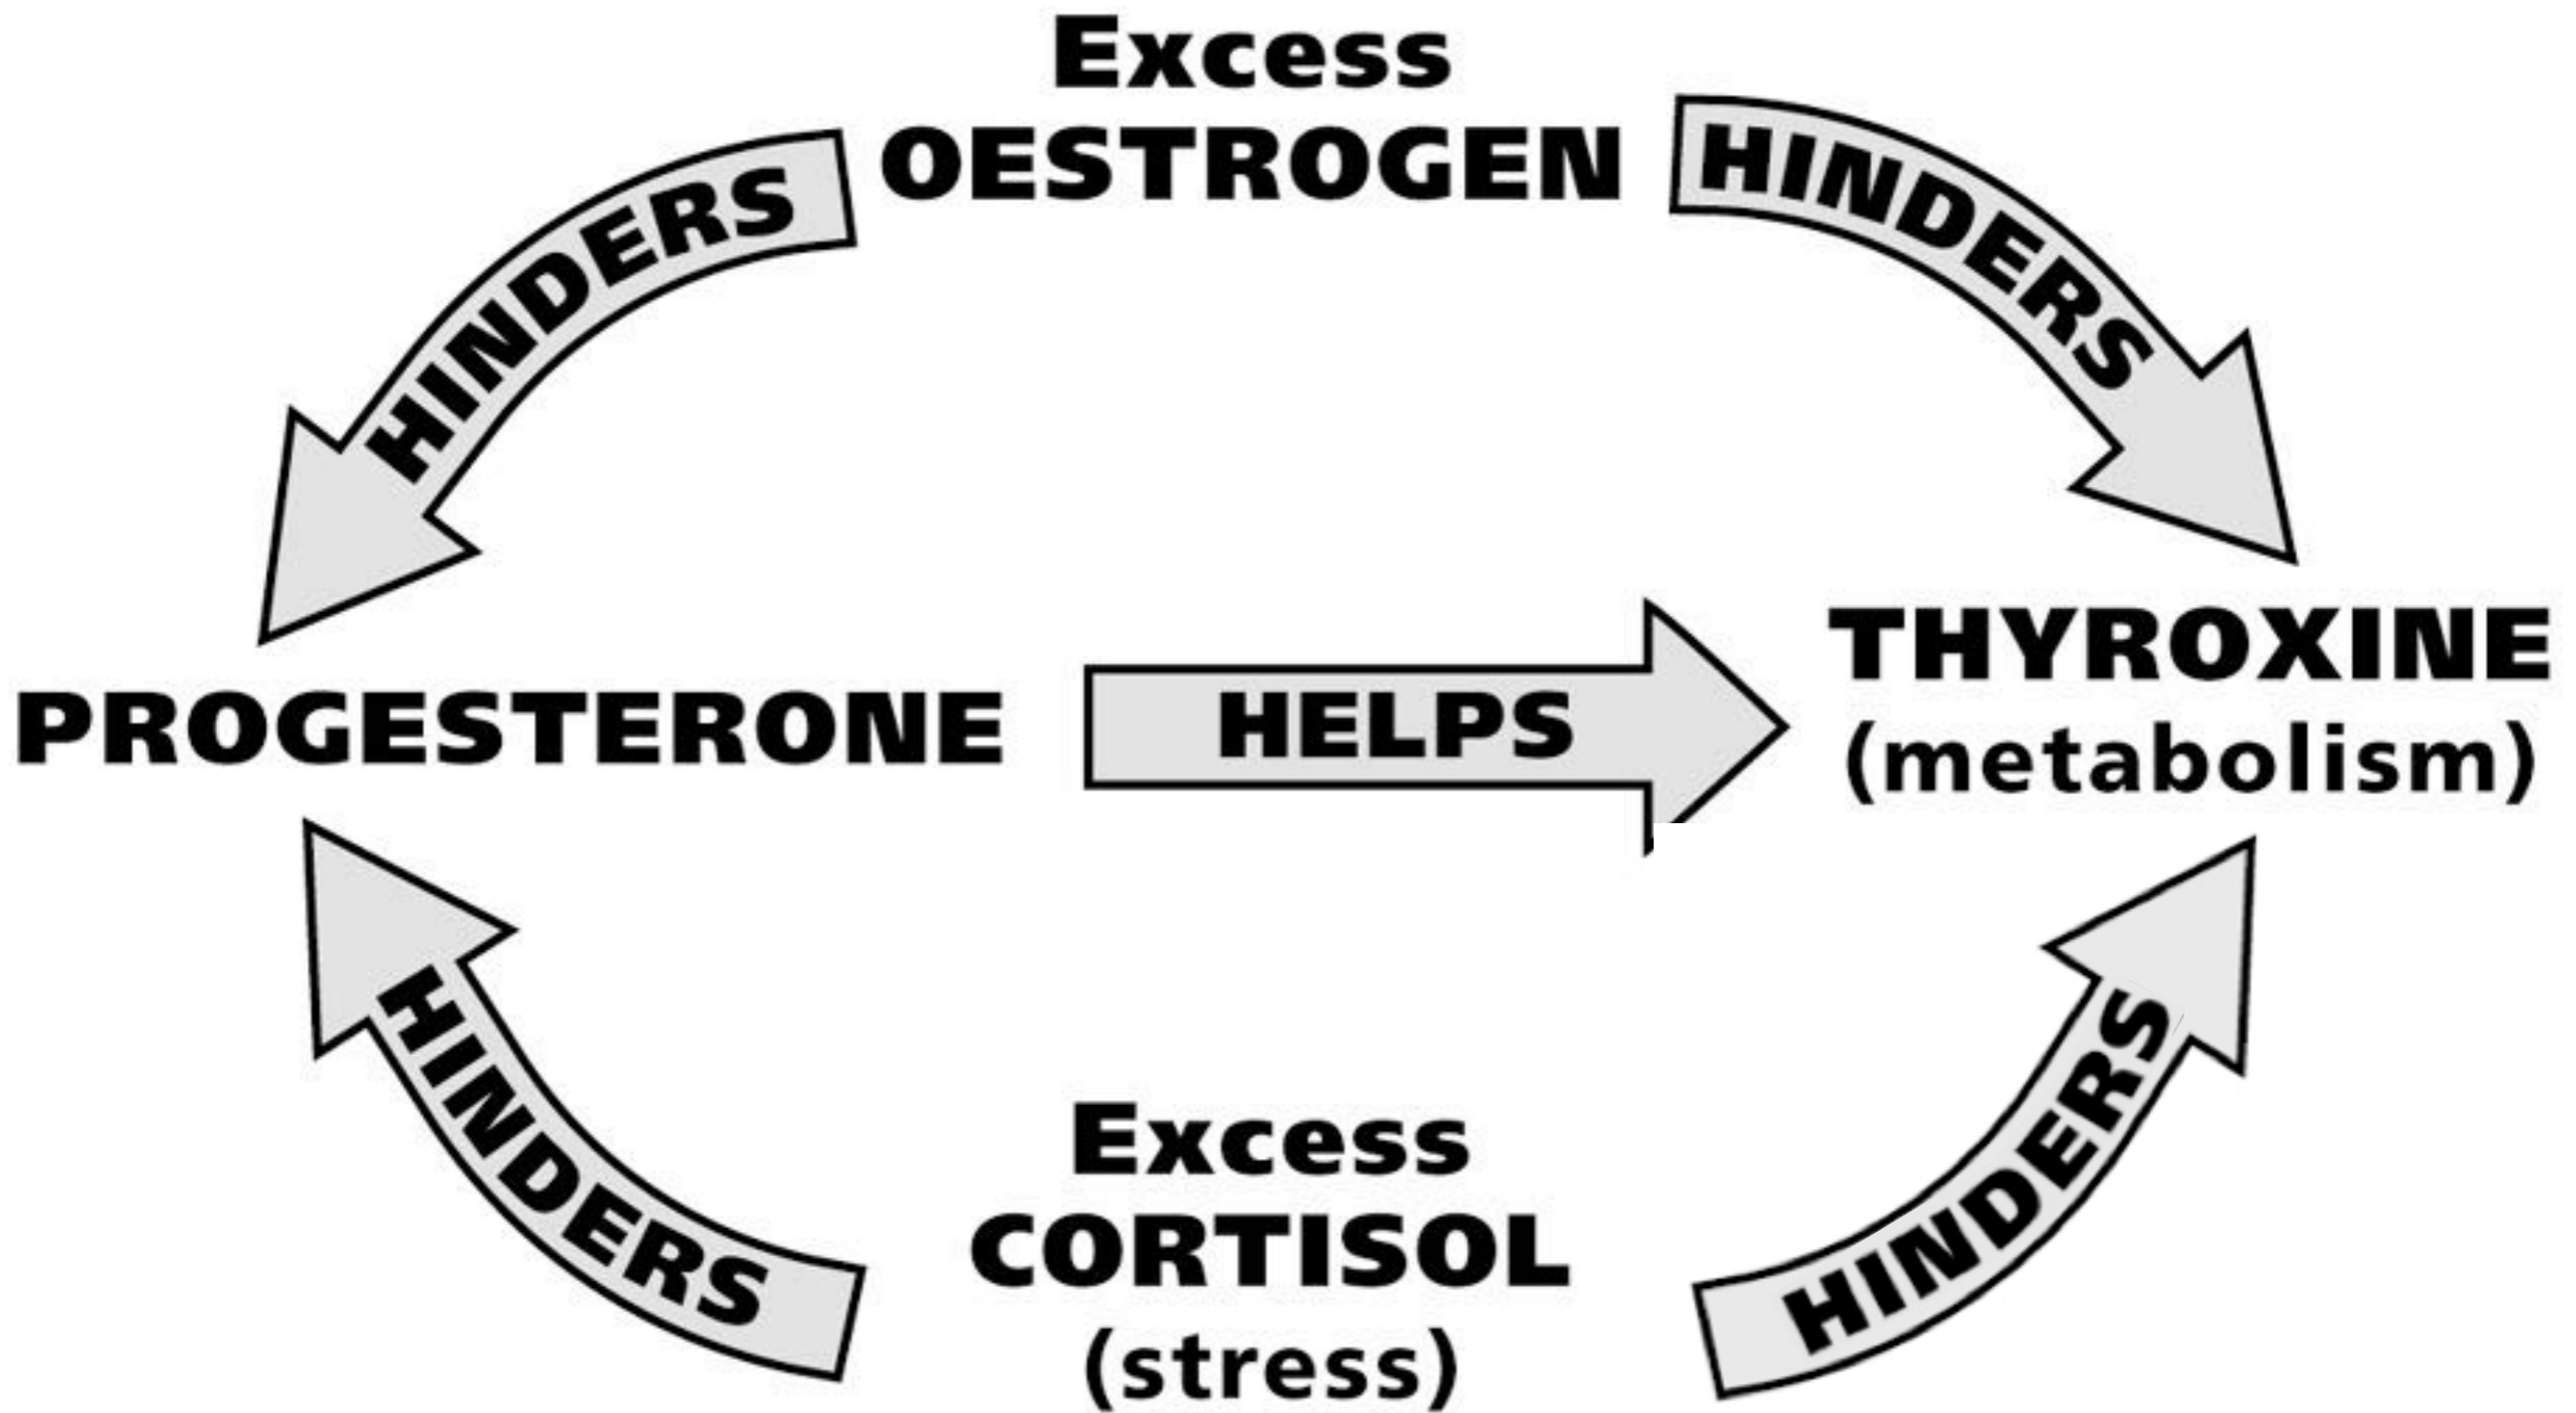 Excess
OESTROGEN
HINDERS
HINDERS
PROGESTERONE
HELPS
THYROXINE
(metabolism)
HINDERS
HINDERS
Excess
CORTISOL
(stress)